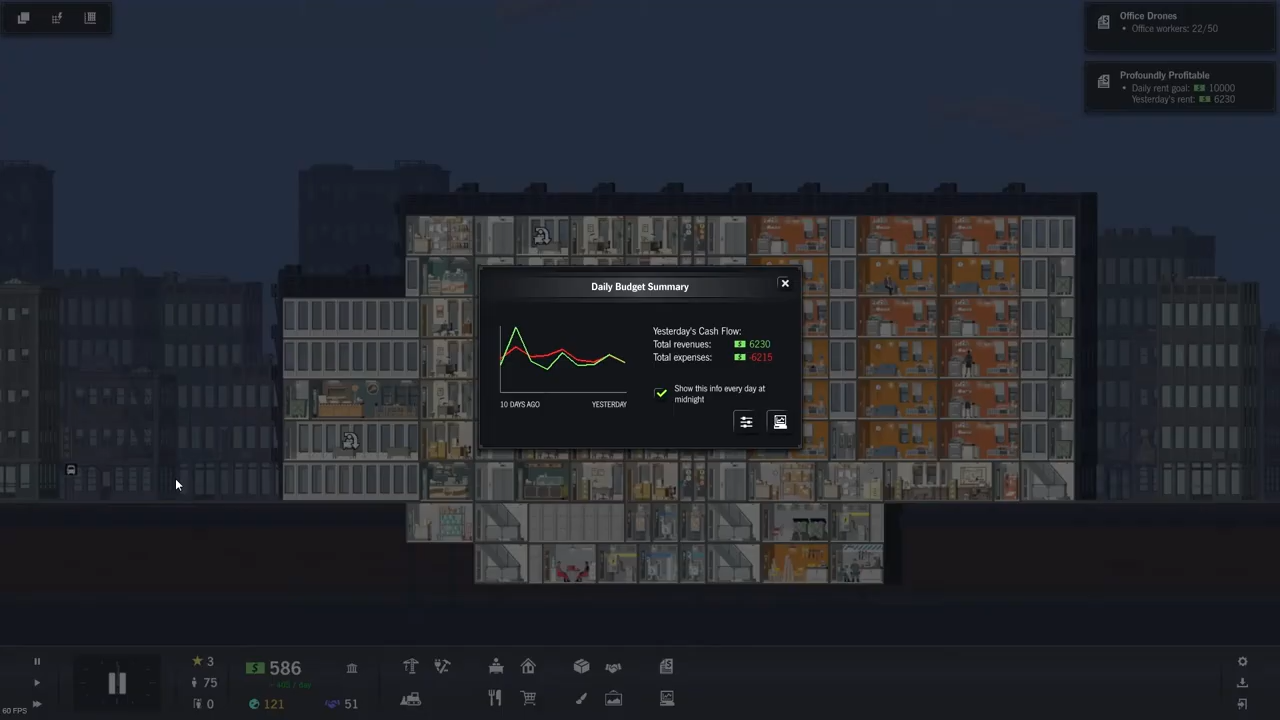 Office Drones
• Office workers: 22/50
Profoundly Profitable
• Daily rent goal: 10000
Yesterday's rent: 6230
Daily Budget Summary
Yesterday's Cash Flow:
Total revenues: 6230
Total expenses: -6215
Show this info every day at
midnight
10 DAYS AGO YESTERDAY
3
75
0
586
121
51
60 FPS